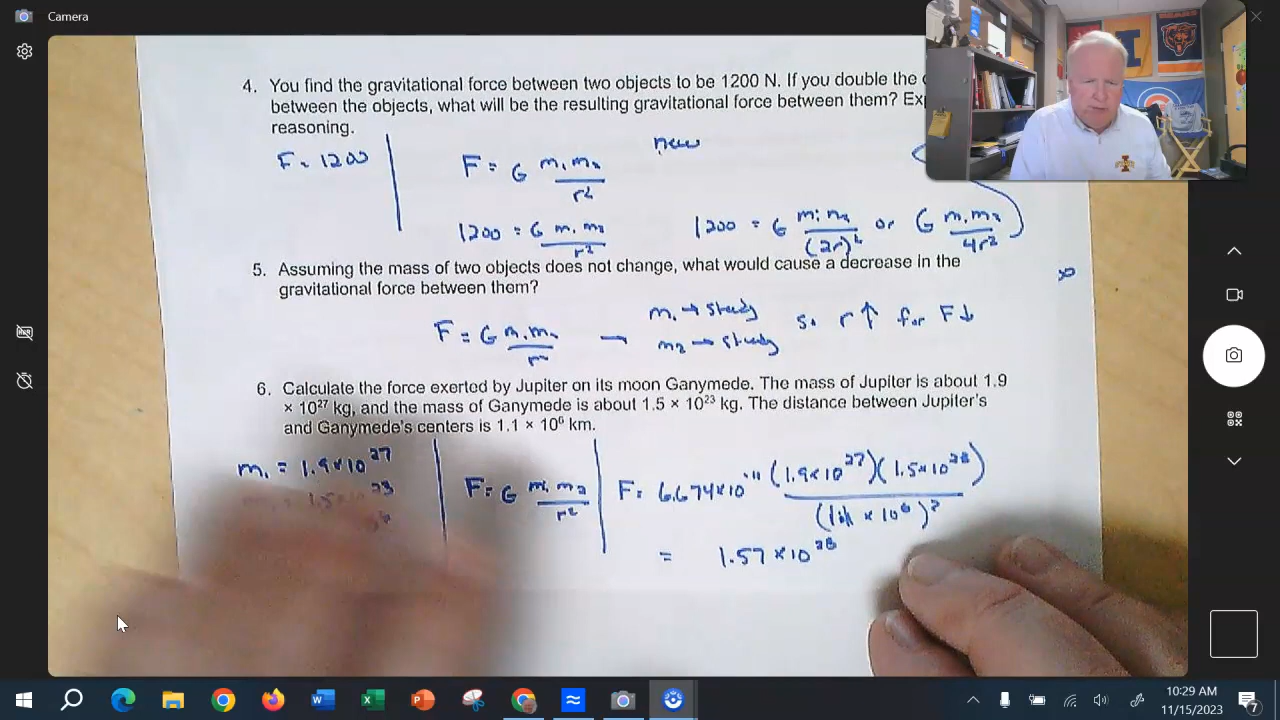 Camera
4. You find the gravitational force between two objects to be 1200 N. If you double the
between the objects, what will be the resulting gravitational force between them?
reasoning.
F = 1200
F = G m₁m₂/r²
new
1200 = G m₁m₂/r²
1200 = G m₁m₂/(2r)² or G m₁m₂/4r²
5. Assuming the mass of two objects does not change, what would cause a decrease in the
gravitational force between them?
F = G m₁m₂/r²
m₁ → steady
m₂ → steady
so r↑ for F↓
6. Calculate the force exerted by Jupiter on its moon Ganymede. The mass of Jupiter is about 1.9
× 10²⁷ kg, and the mass of Ganymede is about 1.5 × 10²³ kg. The distance between Jupiter's
and Ganymede's centers is 1.1 × 10⁶ km.
m₁ = 1.9×10²⁷
F = G m₁m₂/r²
F = 6.674×10⁻¹¹ (1.9×10²⁷)(1.5×10²³)/(1.1 × 10⁶)²
= 1.57×10²⁸
BEARS
10:29 AM
11/15/2023
7